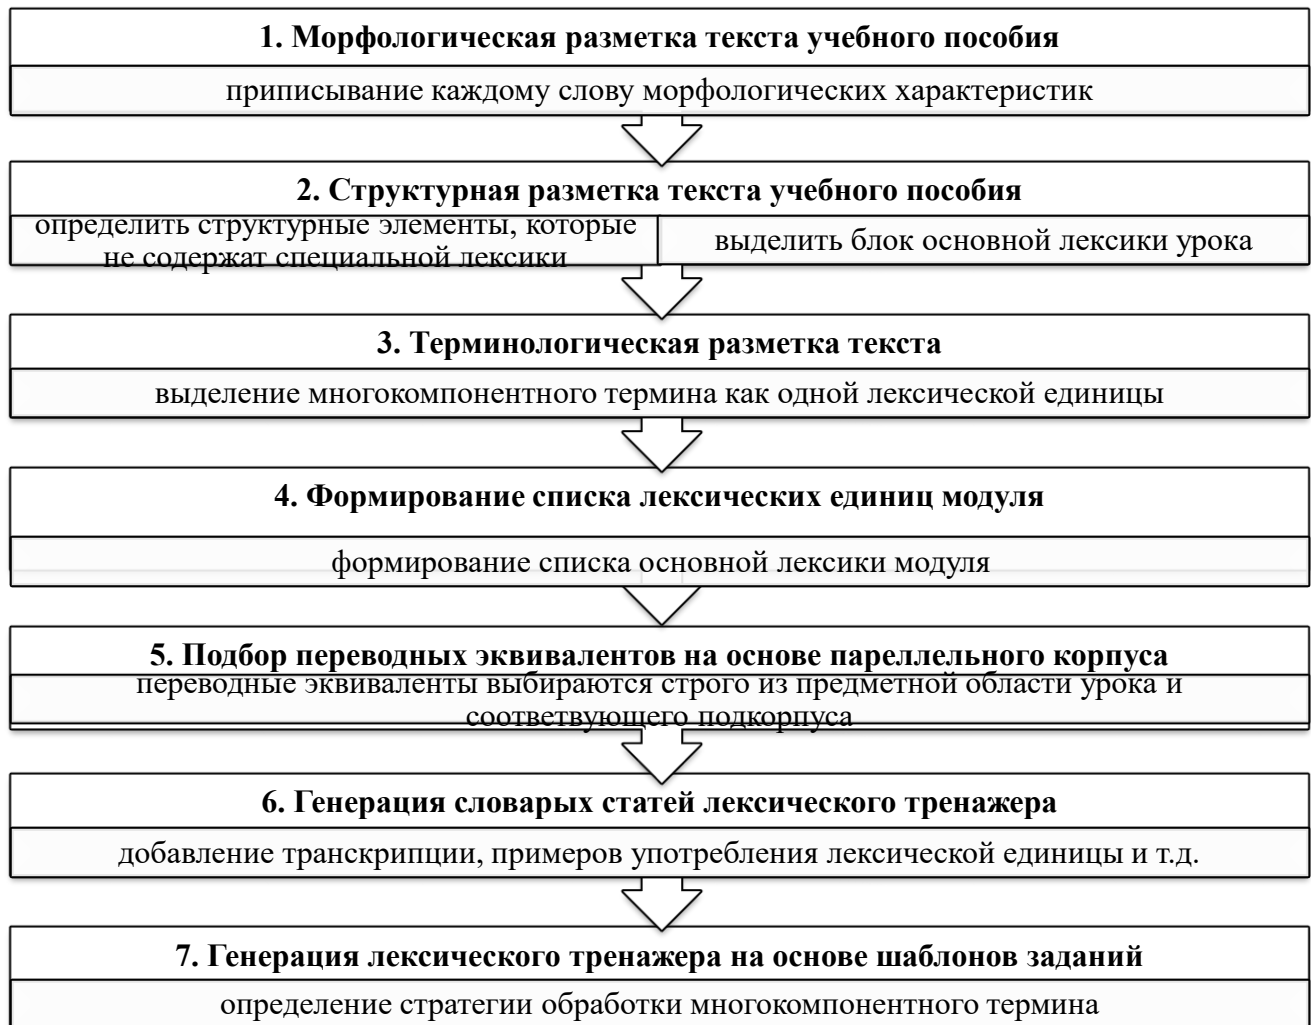 1. Морфологическая разметка текста учебного пособия
приписывание каждому слову морфологических характеристик
2. Структурная разметка текста учебного пособия
определить структурные элементы, которые
не содержат специальной лексики
выделить блок основной лексики урока
3. Терминологическая разметка текста
выделение многокомпонентного термина как одной лексической единицы
4. Формирование списка лексических единиц модуля
формирование списка основной лексики модуля
5. Подбор переводных эквивалентов на основе пареллельного корпуса
переводные эквиваленты выбираются строго из предметной области урока и
соответвующего подкорпуса
6. Генерация словарых статей лексического тренажера
добавление транскрипции, примеров употребления лексической единицы и т.д.
7. Генерация лексического тренажера на основе шаблонов заданий
определение стратегии обработки многокомпонентного термина